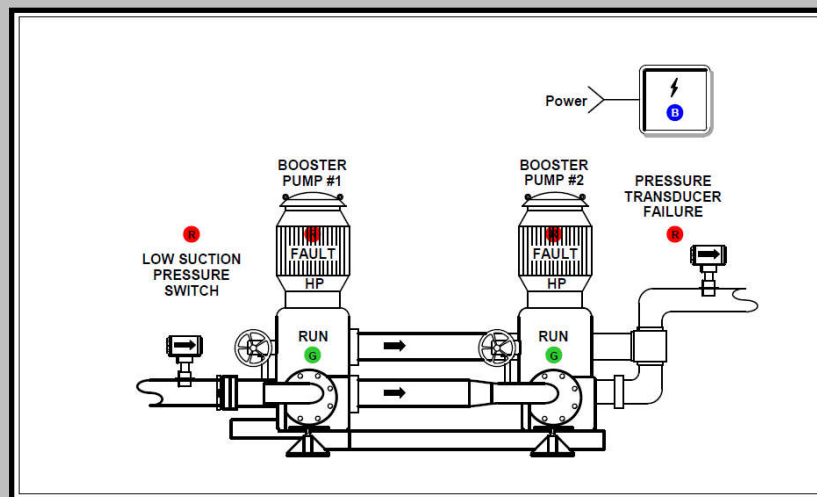 Power
B
BOOSTER
PUMP #1
BOOSTER
PUMP #2
PRESSURE
TRANSDUCER
FAILURE
R
R
R
R
LOW SUCTION
PRESSURE
SWITCH
FAULT
FAULT
HP
HP
RUN
RUN
G
G